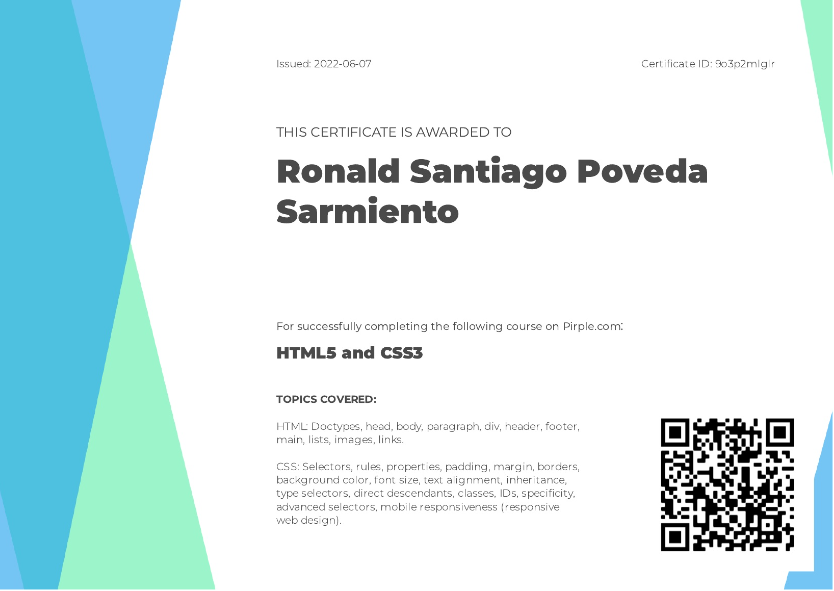 Issued: 2022-06-07
Certificate ID: 9o3p2mlglr
THIS CERTIFICATE IS AWARDED TO
Ronald Santiago Poveda
Sarmiento
For successfully completing the following course on Pirple.com:
HTML5 and CSS3
TOPICS COVERED:
HTML: Doctypes, head, body, paragraph, div, header, footer,
main, lists, images, links.
CSS: Selectors, rules, properties, padding, margin, borders,
background color, font size, text alignment, inheritance,
type selectors, direct descendants, classes, IDs, specificity,
advanced selectors, mobile responsiveness (responsive
web design).